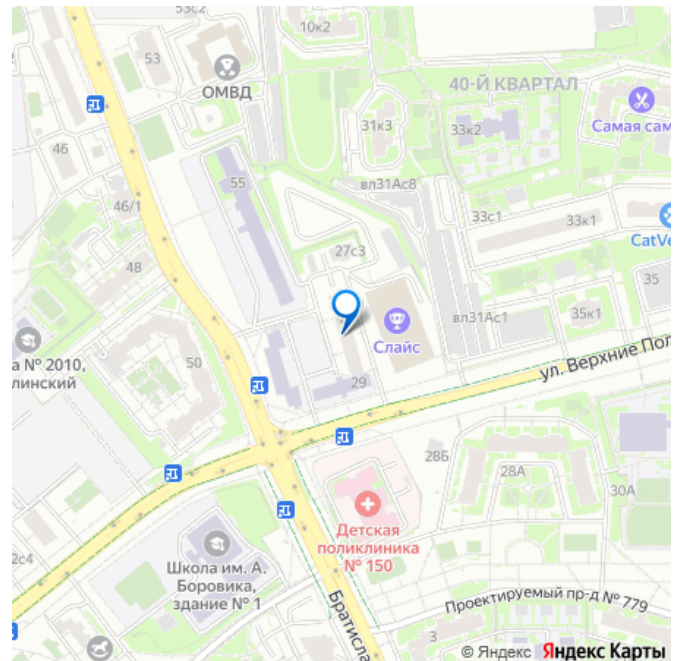 53с2
10к2
53
ОМВД
40-Й КВАРТАЛ
31к3
33к2
Самая сам
46
вл31Ас8
55
46/1
33с1
33к1
27с3
CatVe
48
35
вл31Ас1
35к1
Слайс
а № 2010,
линский
50
ул. Верхние Пол
29
28Б
28А
30А
Детская
поликлиника
№ 150
2с4
Школа им. А.
Боровика,
здание № 1
Проектируемый пр-д № 779
Братисла
3
© Яндекс Яндекс Карты